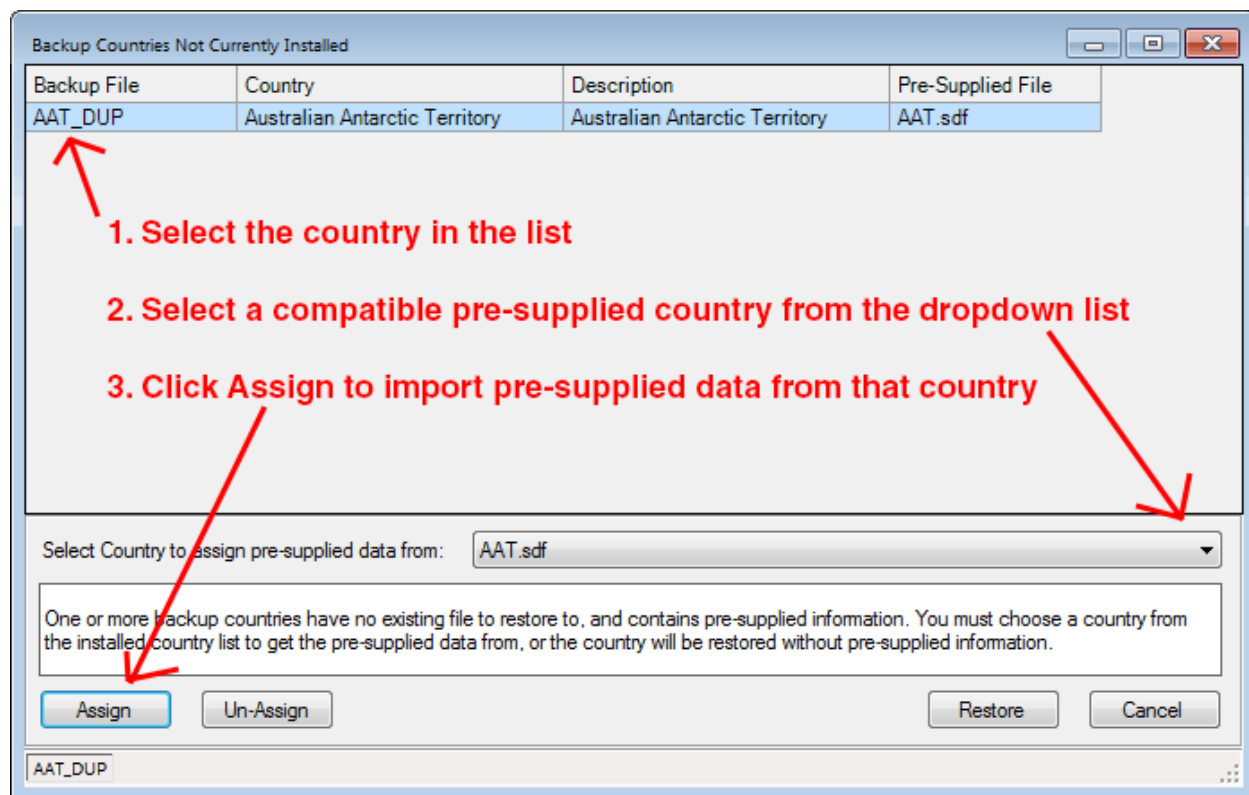 Backup Countries Not Currently Installed
Backup File Country Description Pre-Supplied File
AAT_DUP Australian Antarctic Territory Australian Antarctic Territory AAT.sdf
1. Select the country in the list
2. Select a compatible pre-supplied country from the dropdown list
3. Click Assign to import pre-supplied data from that country
Select Country to assign pre-supplied data from: AAT.sdf
One or more backup countries have no existing file to restore to, and contains pre-supplied information. You must choose a country from
the installed country list to get the pre-supplied data from, or the country will be restored without pre-supplied information.
Assign Un-Assign Restore Cancel
AAT_DUP